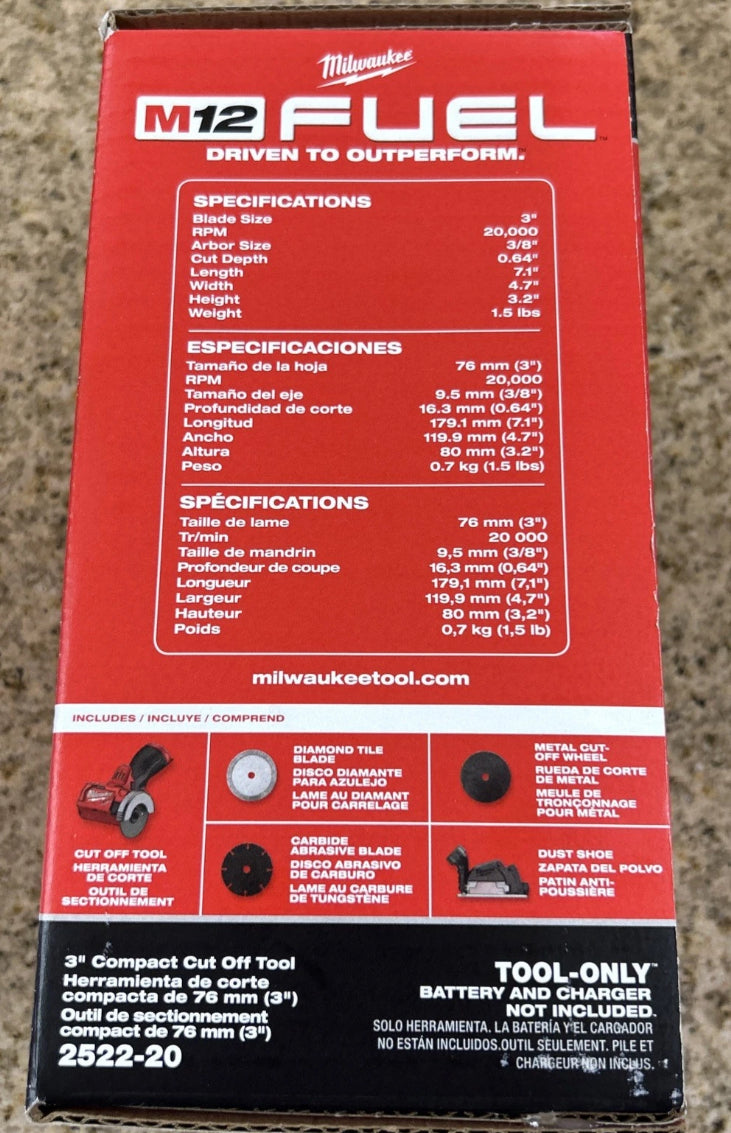 Milwaukee
M12 FUEL™
DRIVEN TO OUTPERFORM.™
SPECIFICATIONS
Blade Size 3"
RPM 20,000
Arbor Size 3/8"
Cut Depth 0.64"
Length 7.1"
Width 4.7"
Height 3.2"
Weight 1.5 lbs
ESPECIFICACIONES
Tamaño de la hoja 76 mm (3")
RPM 20,000
Tamaño del eje 9.5 mm (3/8")
Profundidad de corte 16.3 mm (0.64")
Longitud 179.1 mm (7.1")
Ancho 119.9 mm (4.7")
Altura 80 mm (3.2")
Peso 0.7 kg (1.5 lbs)
SPÉCIFICATIONS
Taille de lame 76 mm (3")
Tr/min 20 000
Taille de mandrin 9,5 mm (3/8")
Profondeur de coupe 16,3 mm (0,64")
Longueur 179,1 mm (7,1")
Largeur 119,9 mm (4,7")
Hauteur 80 mm (3,2")
Poids 0,7 kg (1,5 lb)
milwaukeetool.com
INCLUDES / INCLUYE / COMPREND
CUT OFF TOOL
HERRAMIENTA
DE CORTE
OUTIL DE
SECTIONNEMENT
DIAMOND TILE
BLADE
DISCO DIAMANTE
PARA AZULEJO
LAME AU DIAMANT
POUR CARRELAGE
METAL CUT-
OFF WHEEL
RUEDA DE CORTE
DE METAL
MEULE DE
TRONÇONNAGE
POUR MÉTAL
CARBIDE
ABRASIVE BLADE
DISCO ABRASIVO
DE CARBURO
LAME AU CARBURE
DE TUNGSTÈNE
DUST SHOE
ZAPATA DEL POLVO
PATIN ANTI-
POUSSIÈRE
3" Compact Cut Off Tool
Herramienta de corte
compacta de 76 mm (3")
Outil de sectionnement
compact de 76 mm (3")
2522-20
TOOL-ONLY™
BATTERY AND CHARGER
NOT INCLUDED.
SOLO HERRAMIENTA. LA BATERÍA Y EL CARGADOR
NO ESTÁN INCLUIDOS.OUTIL SEULEMENT. PILE ET
CHARGEUR NON INCLUS.